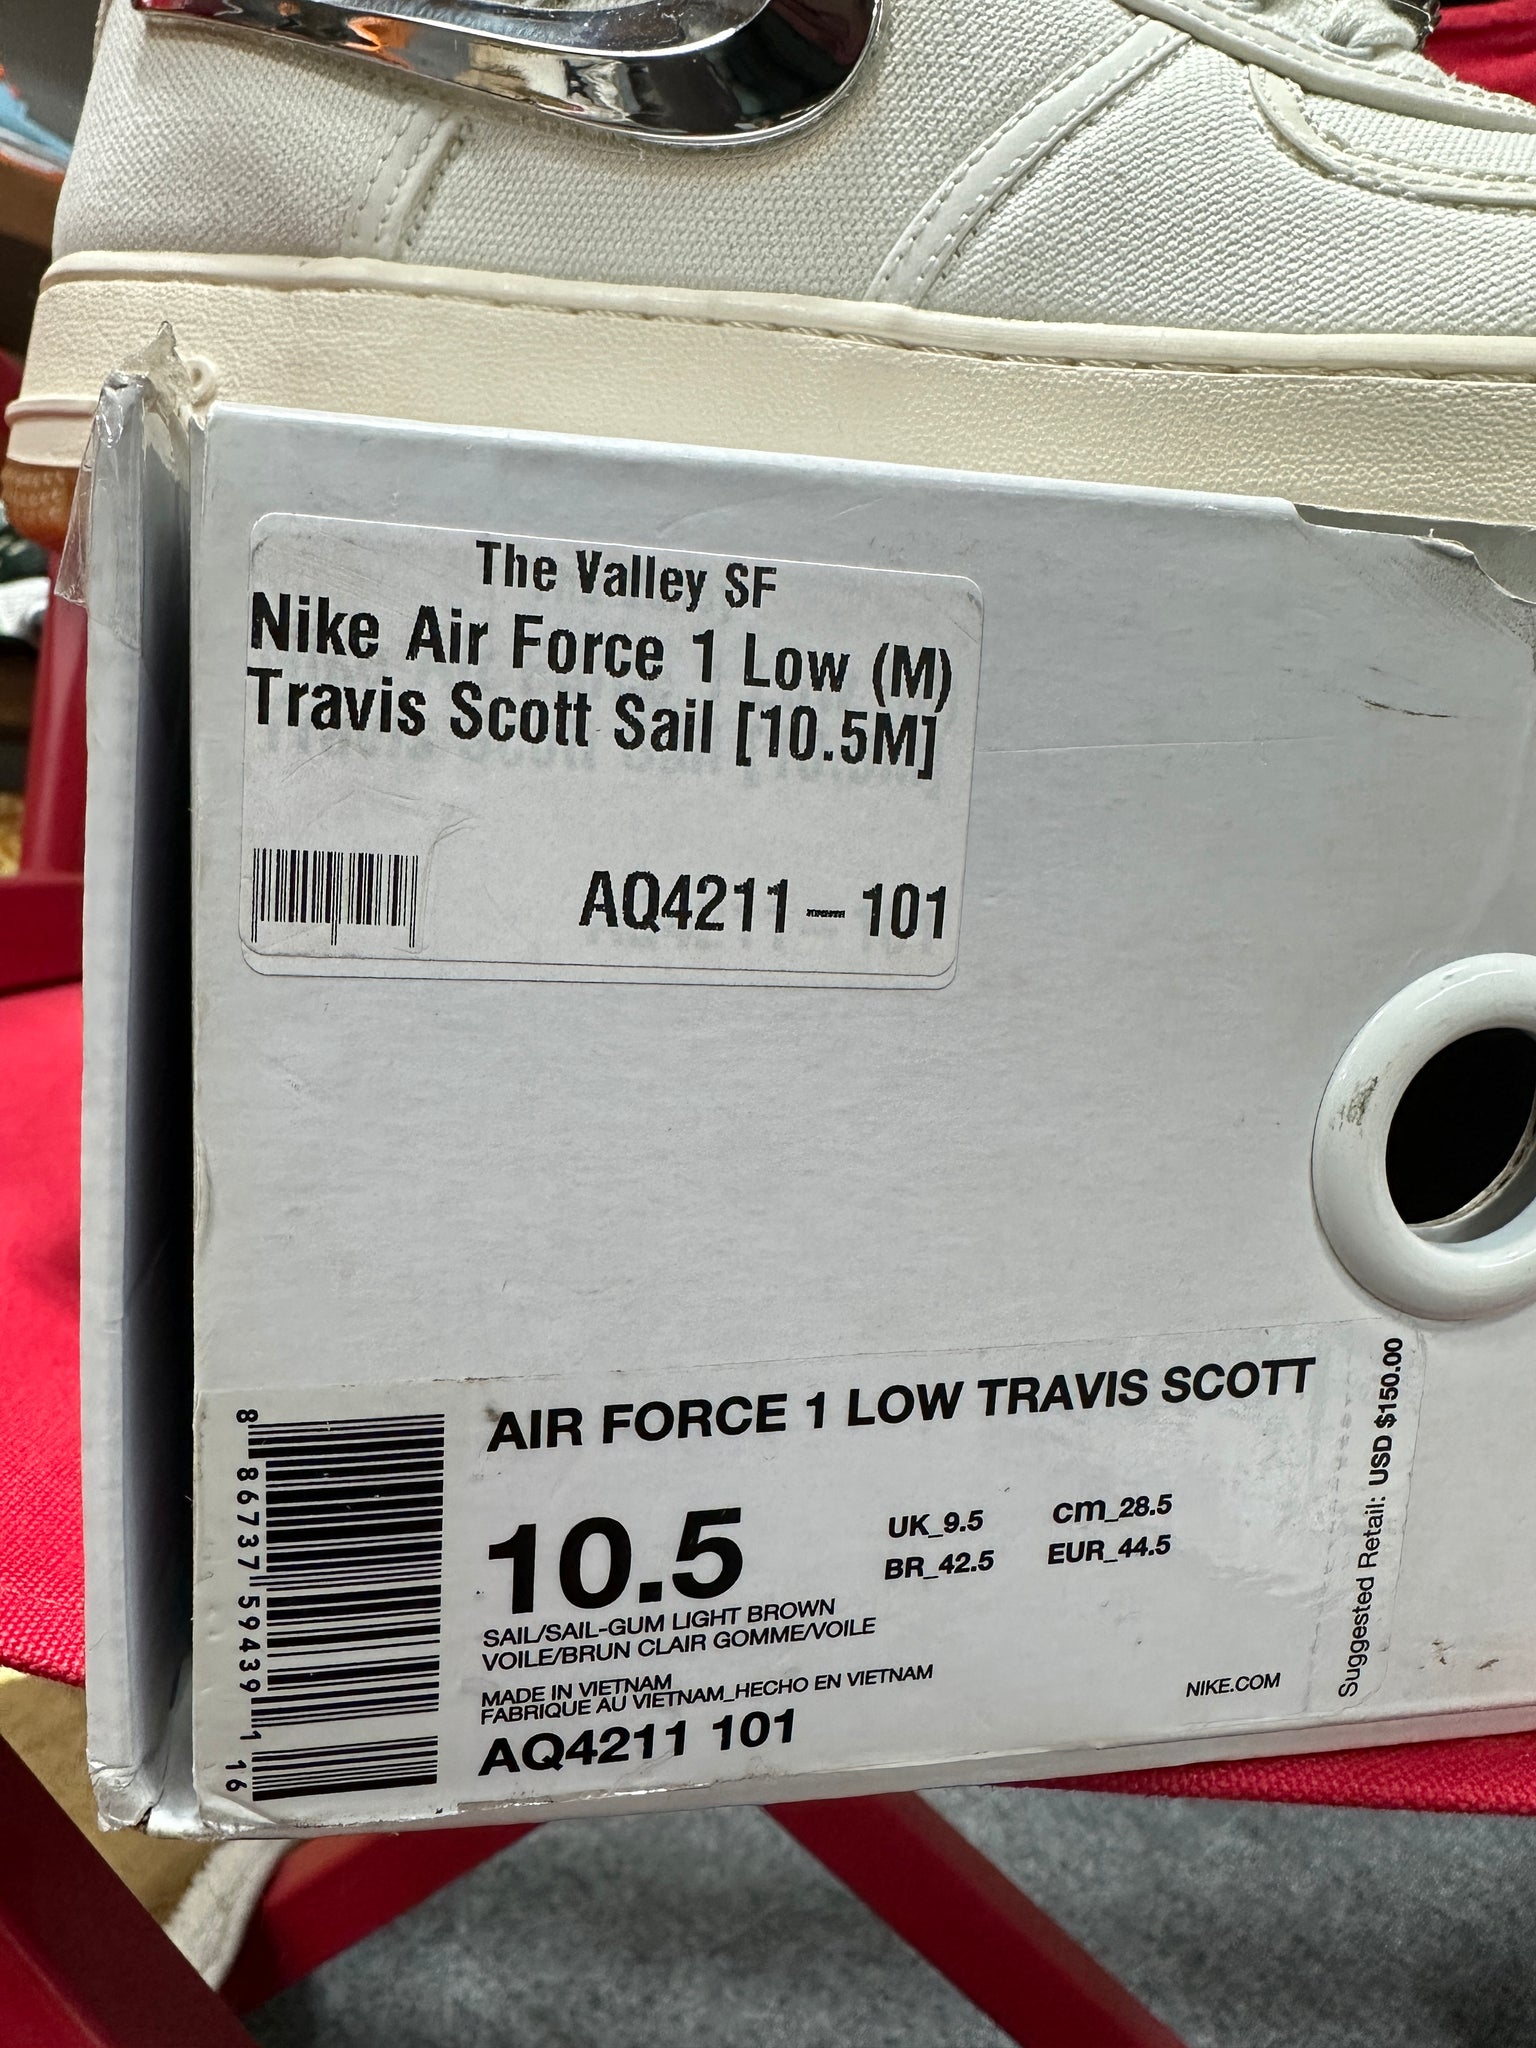 The Valley SF
Nike Air Force 1 Low (M)
Travis Scott Sail [10.5M]
AQ4211-101
AIR FORCE 1 LOW TRAVIS SCOTT
10.5
UK_9.5
cm_28.5
BR_42.5
EUR_44.5
SAIL/SAIL-GUM LIGHT BROWN
VOILE/BRUN CLAIR GOMME/VOILE
MADE IN VIETNAM
FABRIQUE AU VIETNAM_HECHO EN VIETNAM
AQ4211 101
NIKE.COM
Suggested Retail: USD $150.00
8 86737 59439 1 16